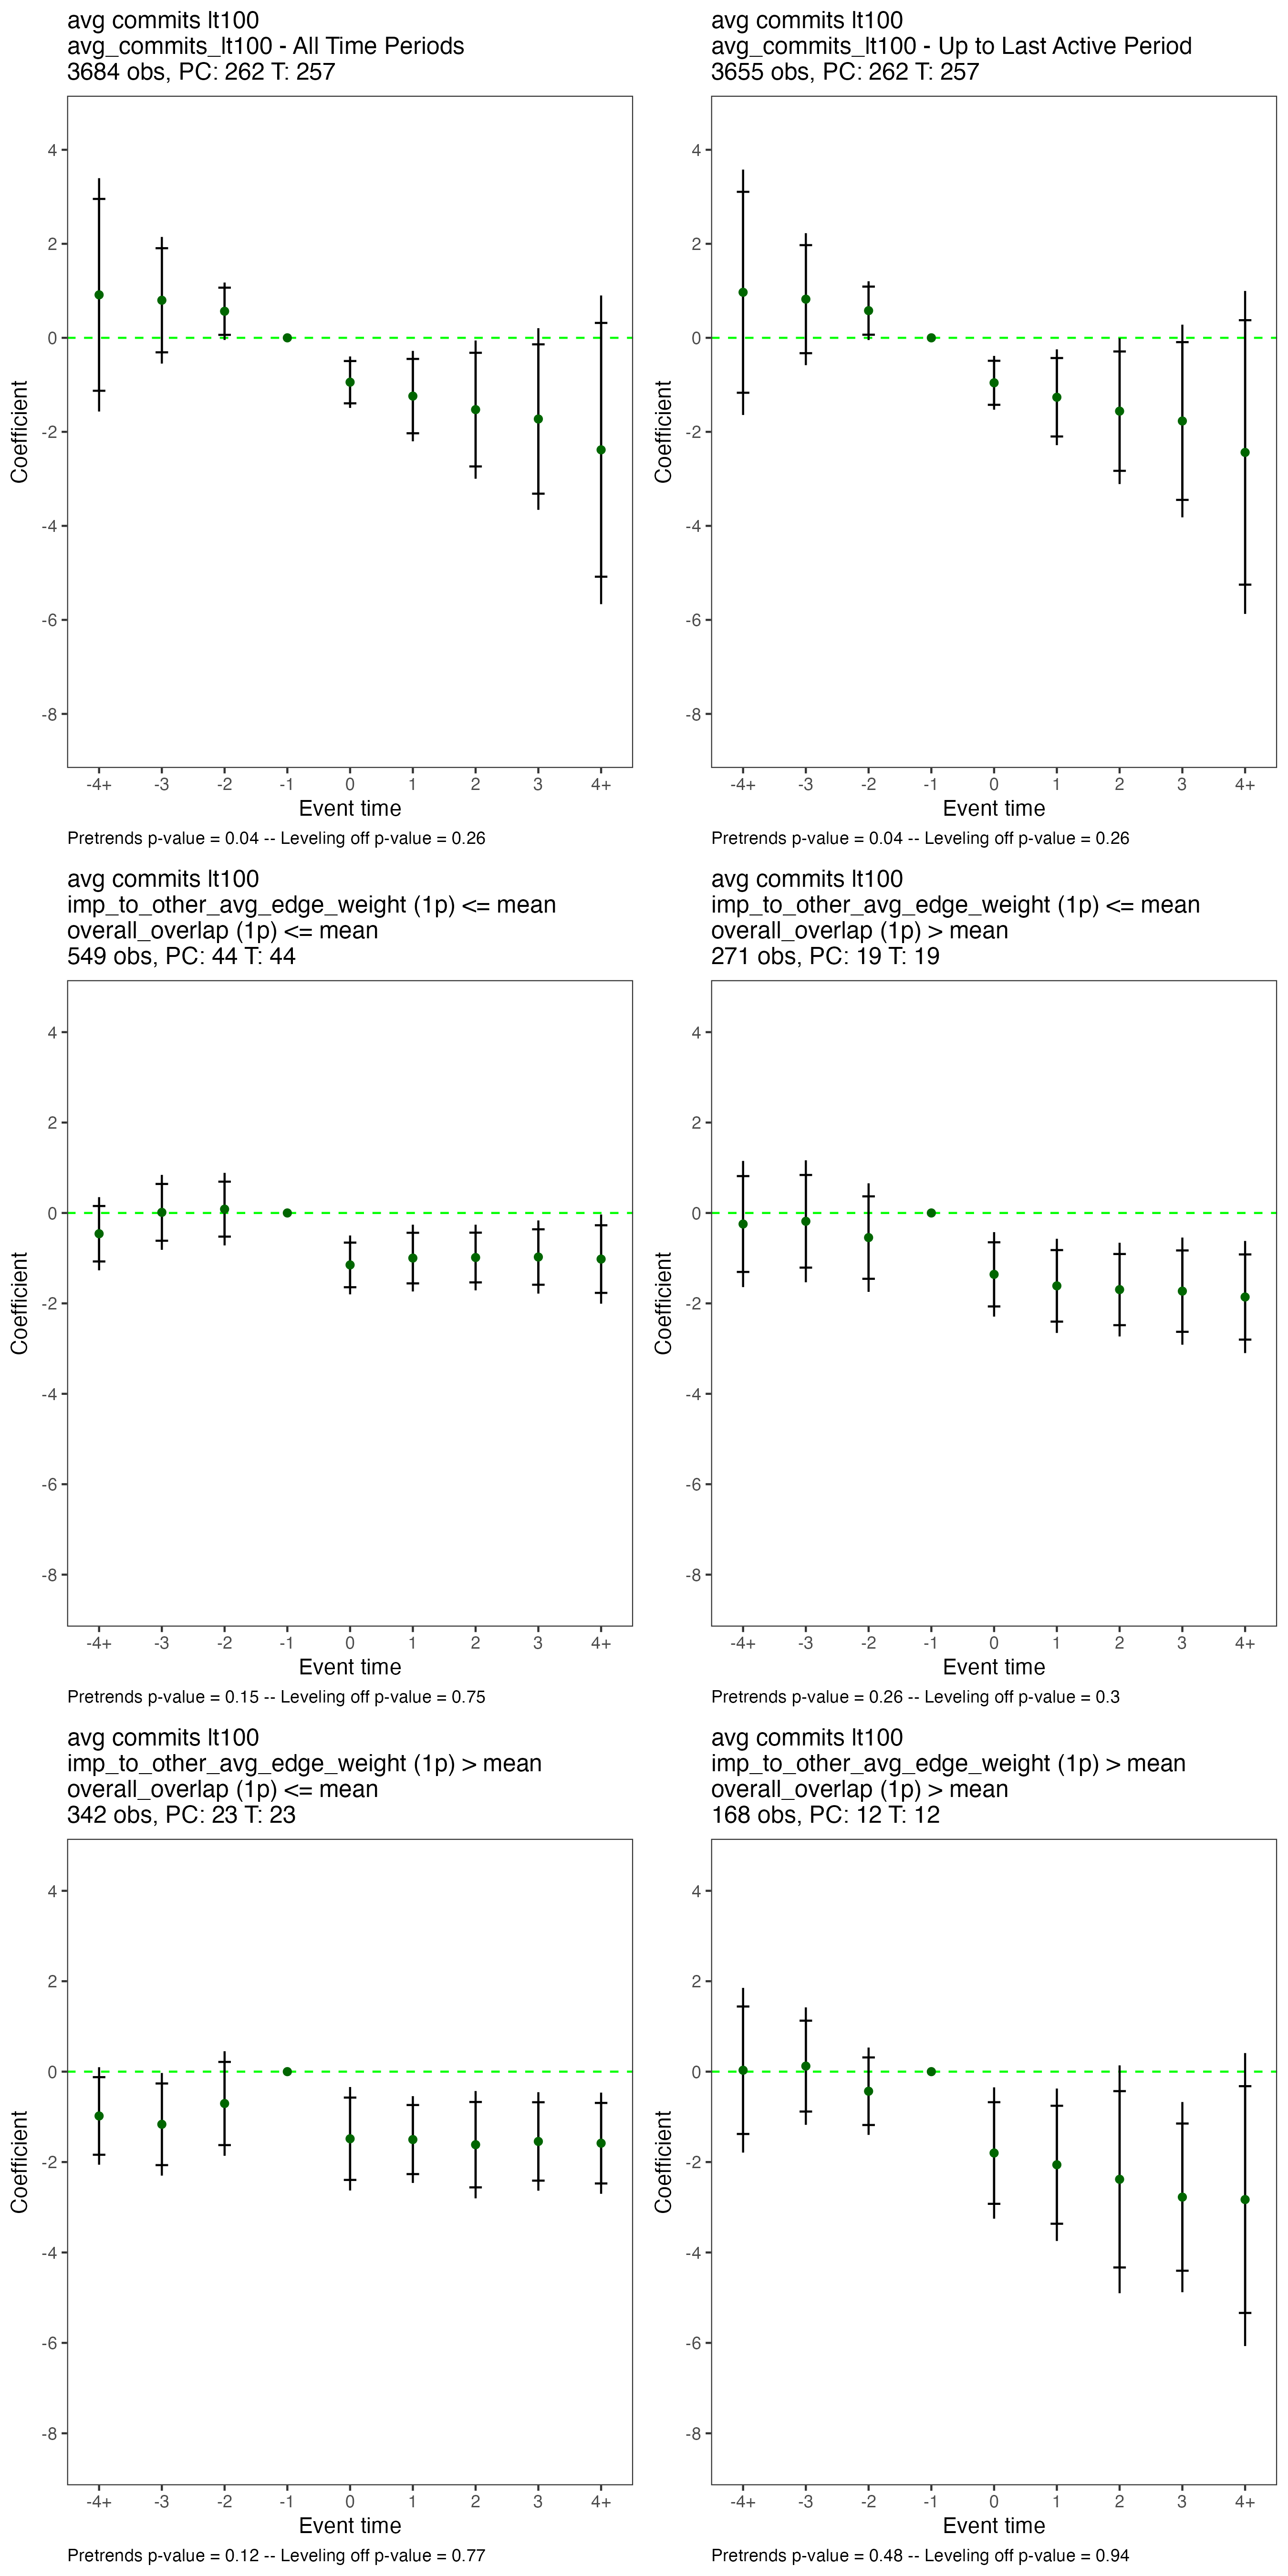 avg commits lt100
avg_commits_lt100 - All Time Periods
3684 obs, PC: 262 T: 257
Coefficient
4
2
0
-2
-4
-6
-8
-4+ -3 -2 -1 0 1 2 3 4+
Event time
Pretrends p-value = 0.04 -- Leveling off p-value = 0.26
avg commits lt100
avg_commits_lt100 - Up to Last Active Period
3655 obs, PC: 262 T: 257
Coefficient
4
2
0
-2
-4
-6
-8
-4+ -3 -2 -1 0 1 2 3 4+
Event time
Pretrends p-value = 0.04 -- Leveling off p-value = 0.26
avg commits lt100
imp_to_other_avg_edge_weight (1p) <= mean
overall_overlap (1p) <= mean
549 obs, PC: 44 T: 44
Coefficient
4
2
0
-2
-4
-6
-8
-4+ -3 -2 -1 0 1 2 3 4+
Event time
Pretrends p-value = 0.15 -- Leveling off p-value = 0.75
avg commits lt100
imp_to_other_avg_edge_weight (1p) <= mean
overall_overlap (1p) > mean
271 obs, PC: 19 T: 19
Coefficient
4
2
0
-2
-4
-6
-8
-4+ -3 -2 -1 0 1 2 3 4+
Event time
Pretrends p-value = 0.26 -- Leveling off p-value = 0.3
avg commits lt100
imp_to_other_avg_edge_weight (1p) > mean
overall_overlap (1p) <= mean
342 obs, PC: 23 T: 23
Coefficient
4
2
0
-2
-4
-6
-8
-4+ -3 -2 -1 0 1 2 3 4+
Event time
Pretrends p-value = 0.12 -- Leveling off p-value = 0.77
avg commits lt100
imp_to_other_avg_edge_weight (1p) > mean
overall_overlap (1p) > mean
168 obs, PC: 12 T: 12
Coefficient
4
2
0
-2
-4
-6
-8
-4+ -3 -2 -1 0 1 2 3 4+
Event time
Pretrends p-value = 0.48 -- Leveling off p-value = 0.94